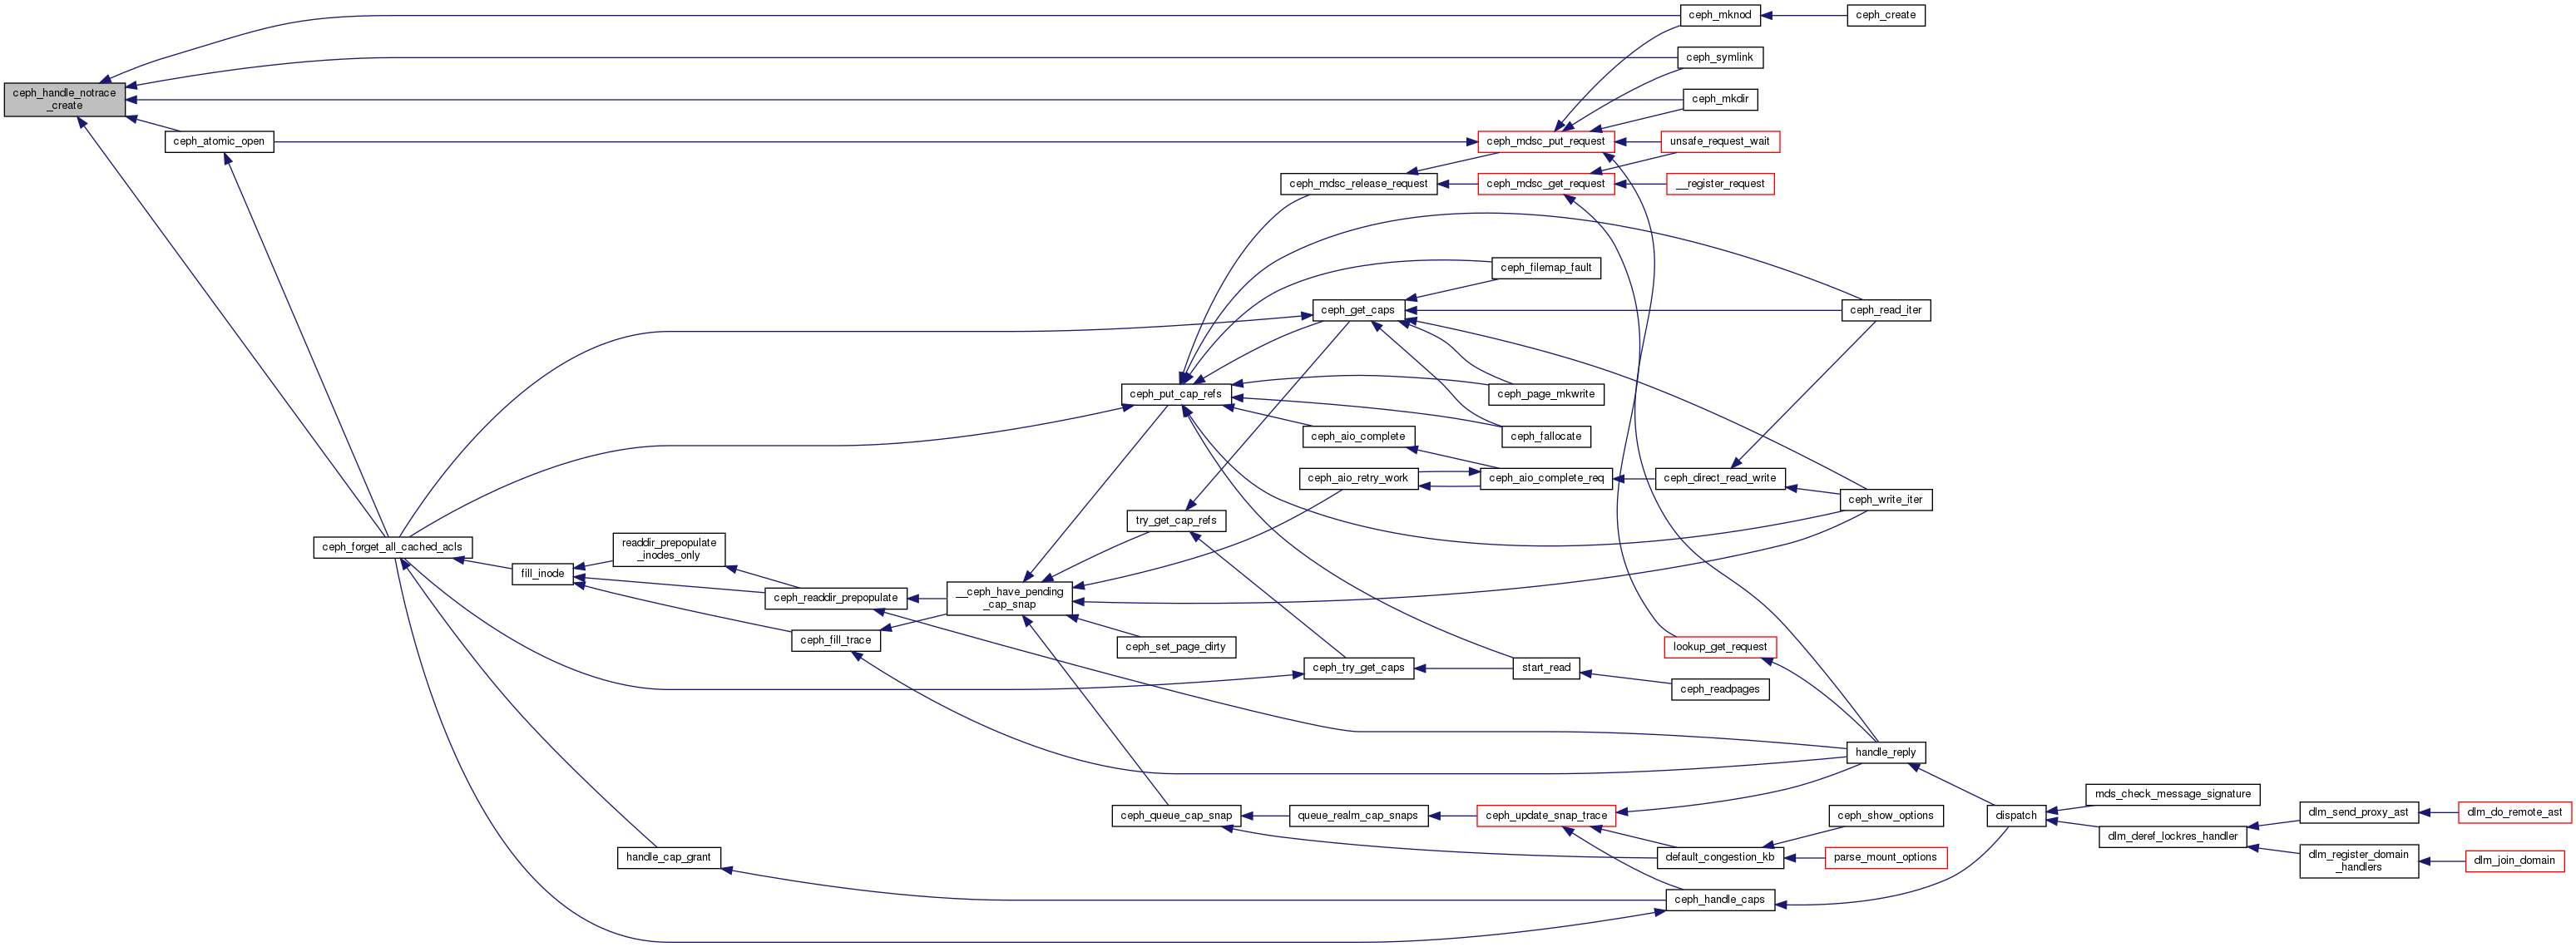 ceph_mknod
ceph_create
ceph_symlink
ceph_handle_notrace
_create
ceph_mkdir
ceph_atomic_open
ceph_mdsc_put_request
unsafe_request_wait
ceph_mdsc_release_request
ceph_mdsc_get_request
__register_request
ceph_filemap_fault
ceph_get_caps
ceph_read_iter
ceph_put_cap_refs
ceph_page_mkwrite
ceph_aio_complete
ceph_fallocate
ceph_aio_retry_work
ceph_aio_complete_req
ceph_direct_read_write
ceph_write_iter
try_get_cap_refs
ceph_forget_all_cached_acls
readdir_prepopulate
_inodes_only
fill_inode
ceph_readdir_prepopulate
__ceph_have_pending
_cap_snap
ceph_fill_trace
ceph_set_page_dirty
lookup_get_request
ceph_try_get_caps
start_read
ceph_readpages
handle_reply
mds_check_message_signature
ceph_queue_cap_snap
queue_realm_cap_snaps
ceph_update_snap_trace
ceph_show_options
dispatch
dlm_send_proxy_ast
dlm_do_remote_ast
dlm_deref_lockres_handler
handle_cap_grant
default_congestion_kb
parse_mount_options
dlm_register_domain
_handlers
dlm_join_domain
ceph_handle_caps